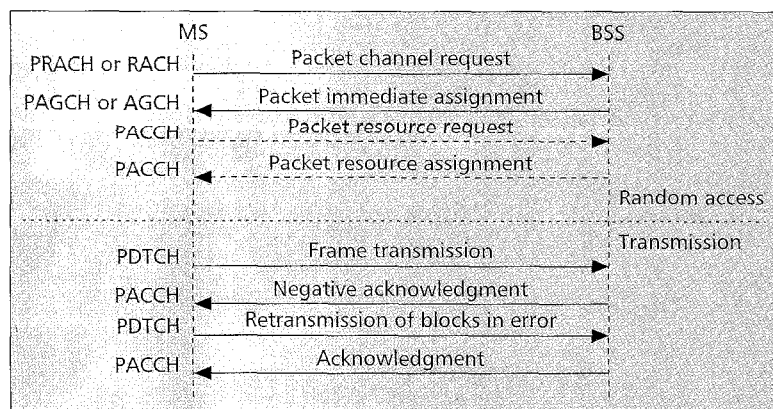 MS BSS
PRACH or RACH Packet channel request
PAGCH or AGCH Packet immediate assignment
PACCH Packet resource request
PACCH Packet resource assignment
Random access
Transmission
PDTCH Frame transmission
PACCH Negative acknowledgment
PDTCH Retransmission of blocks in error
PACCH Acknowledgment